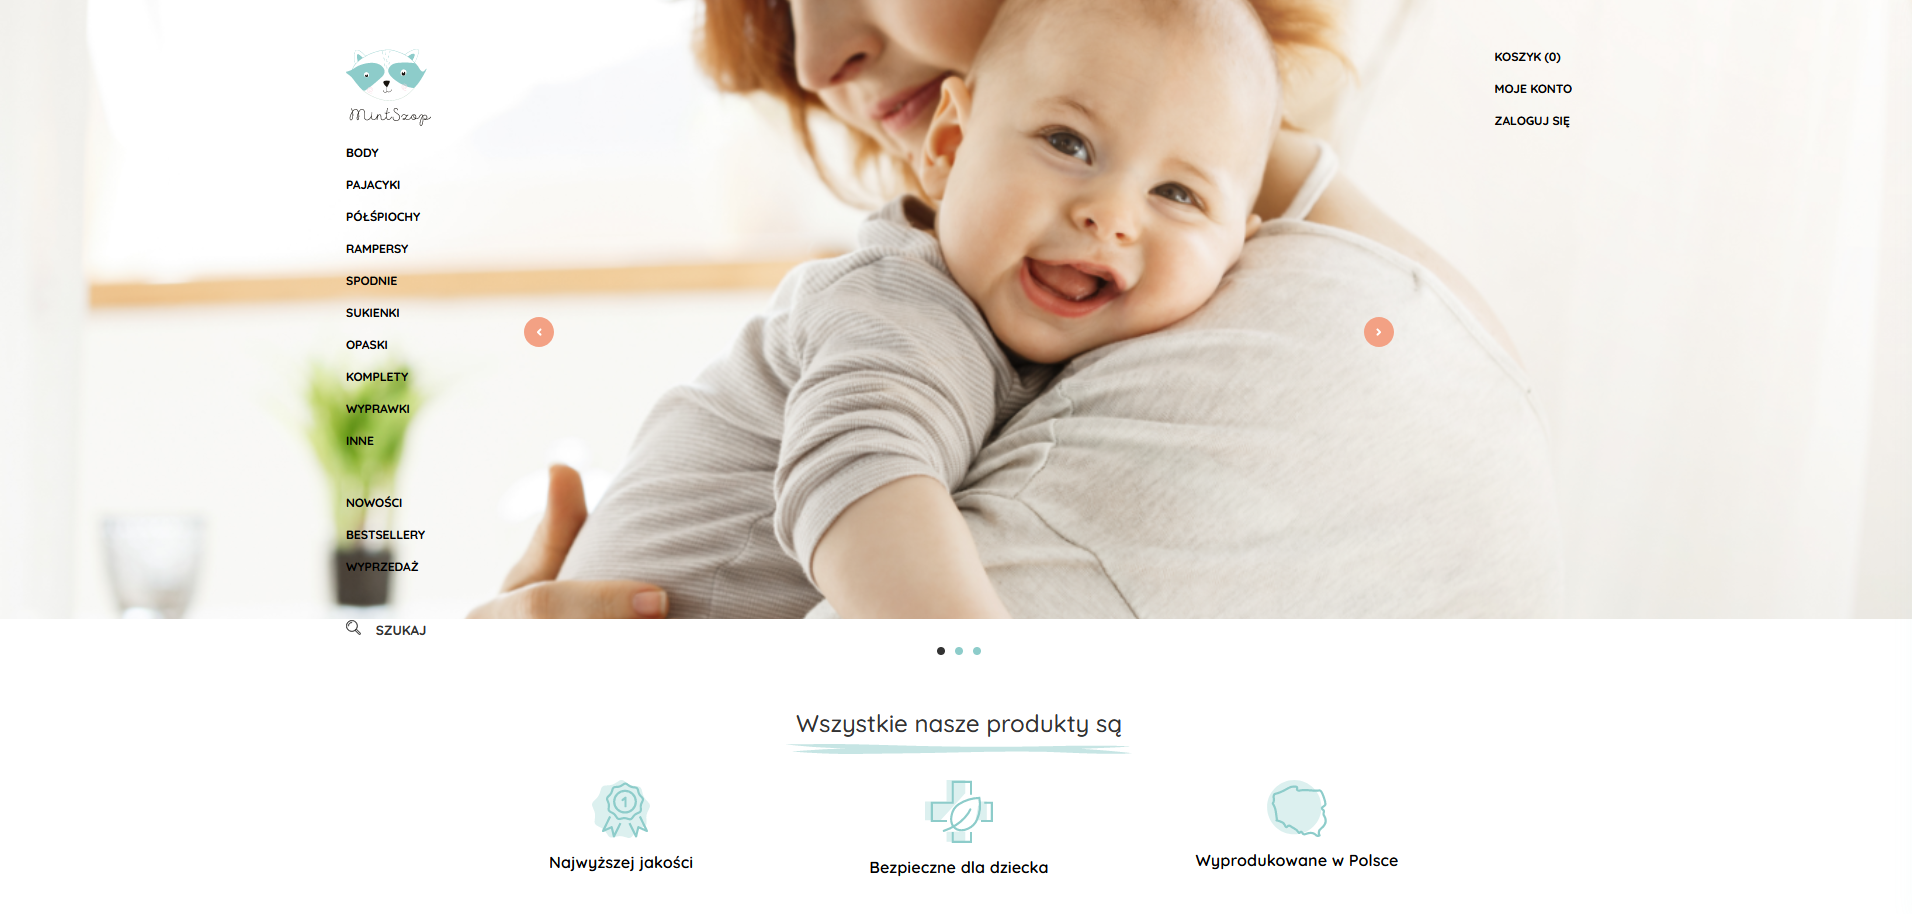 MintSzop
BODY
PAJACYKI
PÓŁŚPIOCHY
RAMPERSY
SPODNIE
SUKIENKI
OPASKI
KOMPLETY
WYPRAWKI
INNE
NOWOŚCI
BESTSELLERY
WYPRZEDAŻ
SZUKAJ
KOSZYK (0)
MOJE KONTO
ZALOGUJ SIĘ
Wszystkie nasze produkty są
1
Najwyższej jakości
Bezpieczne dla dziecka
Wyprodukowane w Polsce